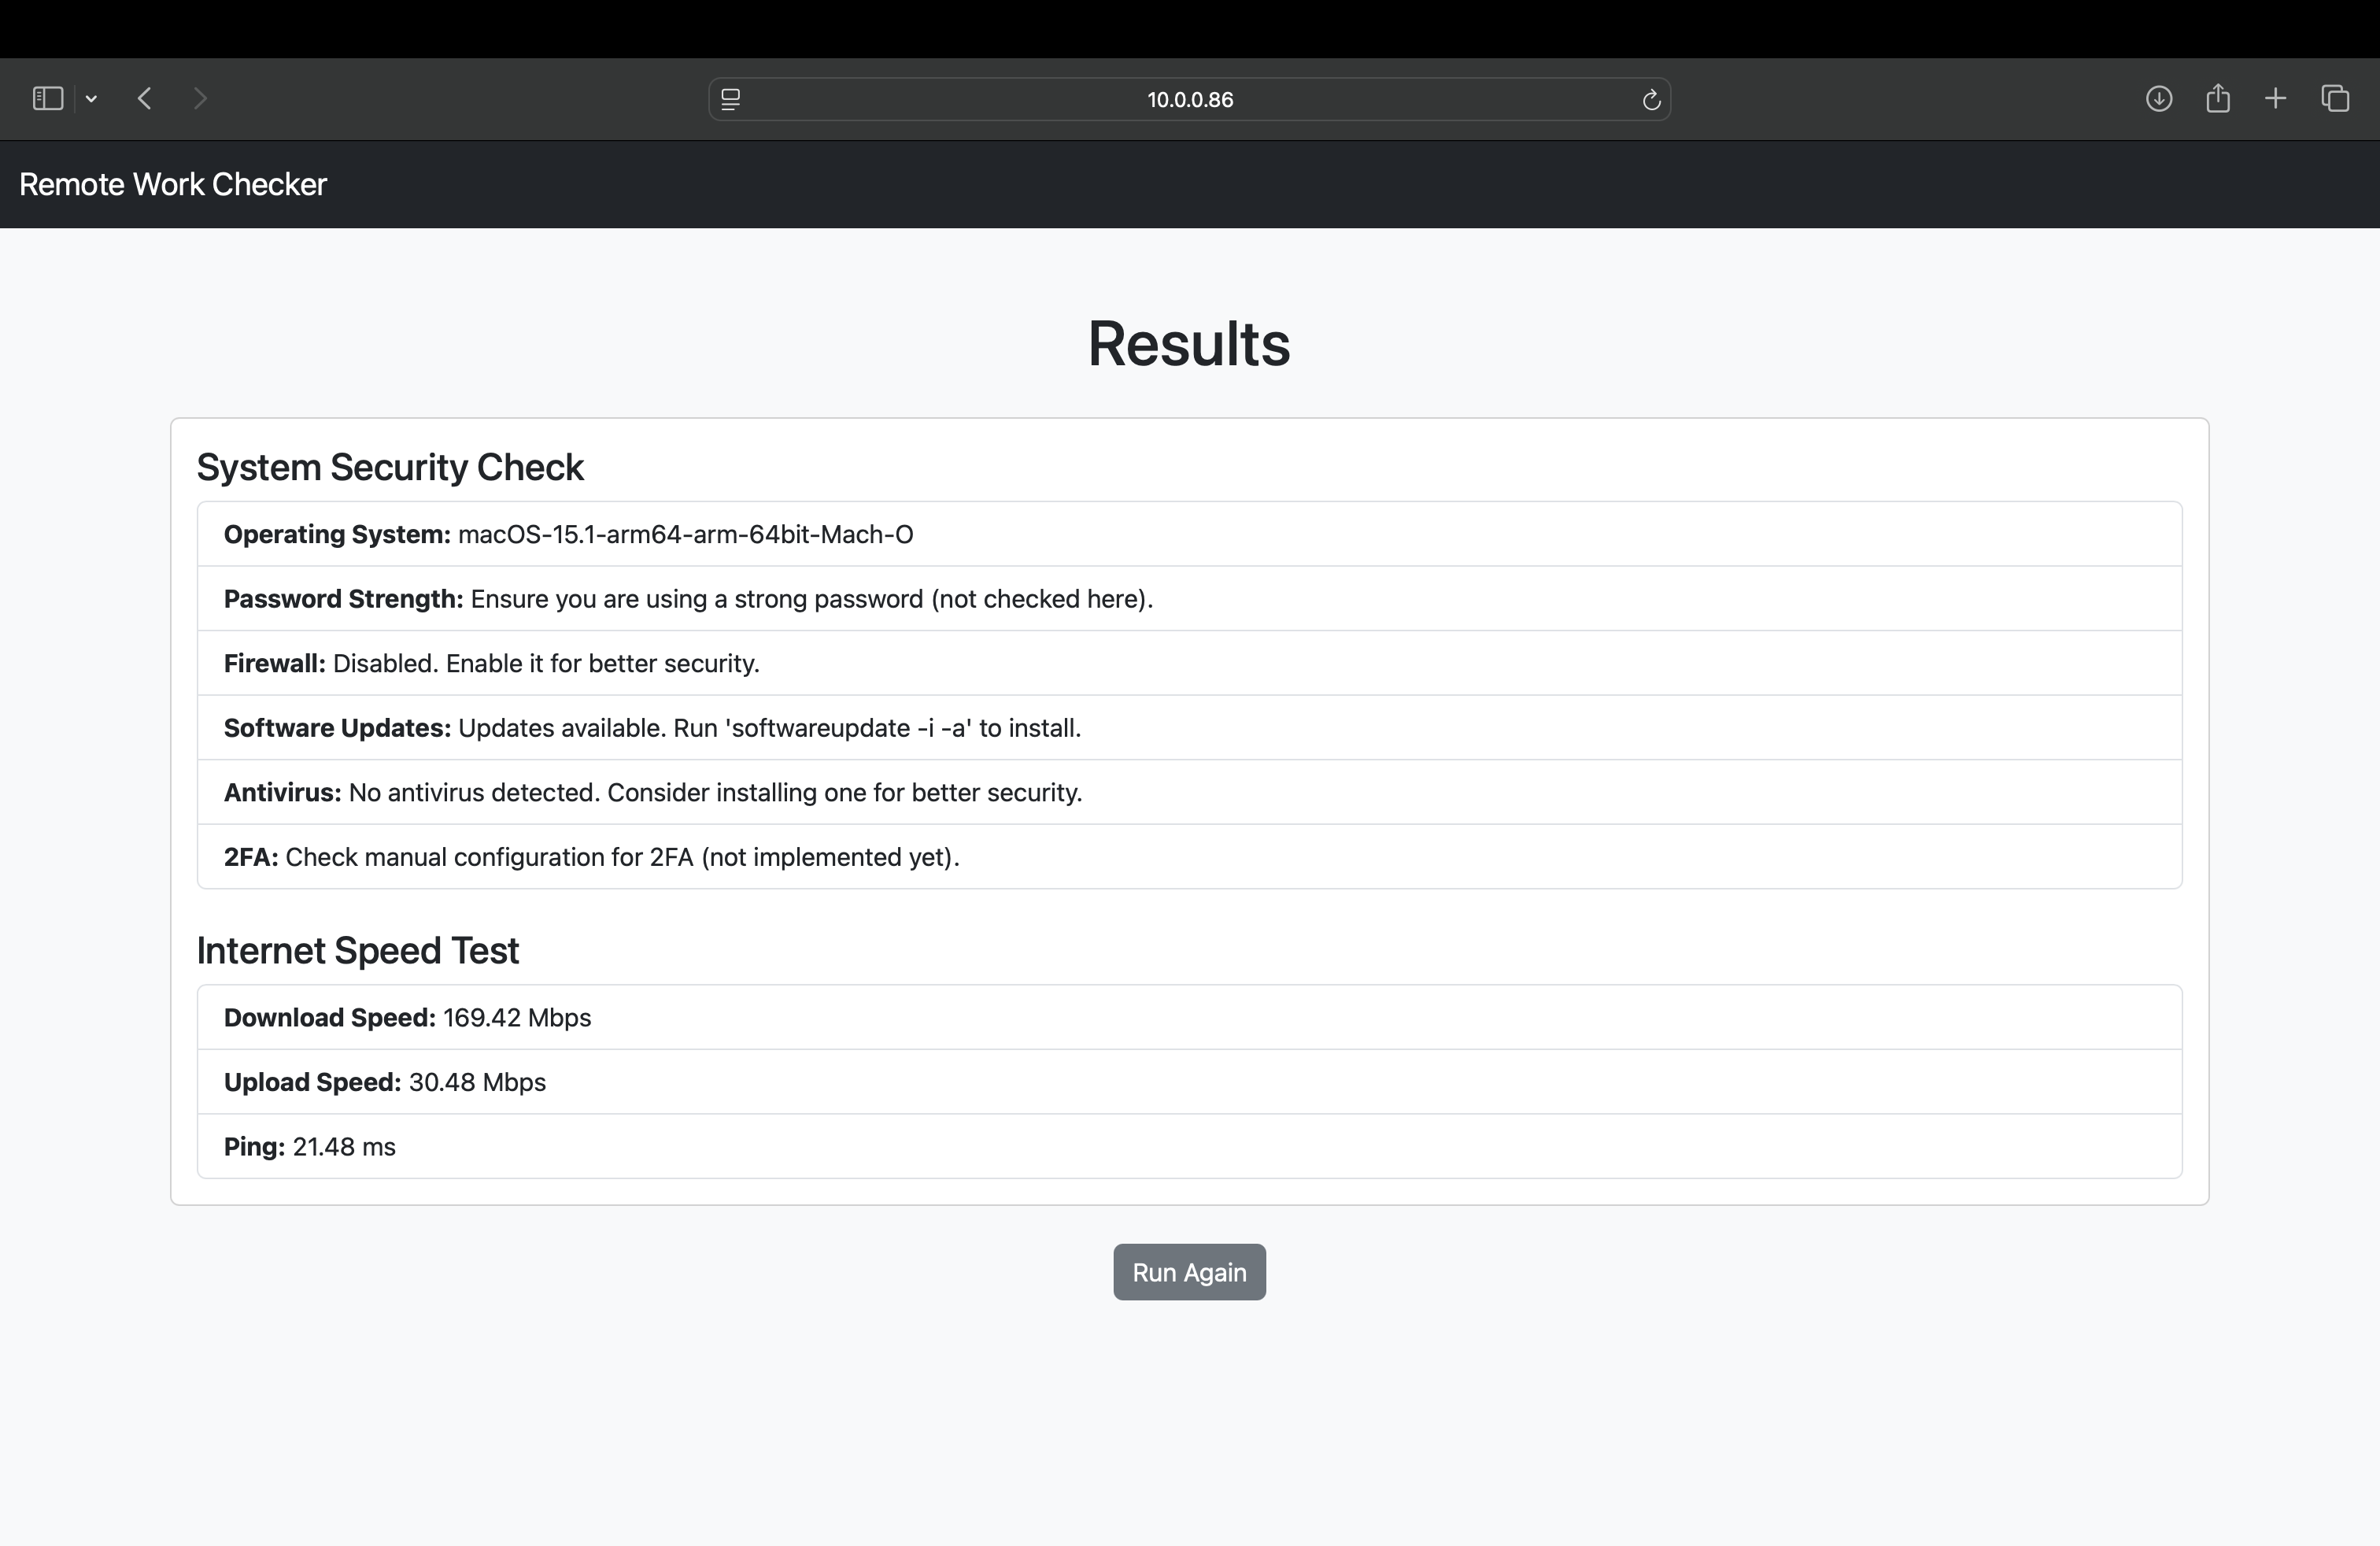 10.0.0.86
Remote Work Checker
Results
System Security Check
Operating System: macOS-15.1-arm64-arm-64bit-Mach-O
Password Strength: Ensure you are using a strong password (not checked here).
Firewall: Disabled. Enable it for better security.
Software Updates: Updates available. Run 'softwareupdate -i -a' to install.
Antivirus: No antivirus detected. Consider installing one for better security.
2FA: Check manual configuration for 2FA (not implemented yet).
Internet Speed Test
Download Speed: 169.42 Mbps
Upload Speed: 30.48 Mbps
Ping: 21.48 ms
Run Again